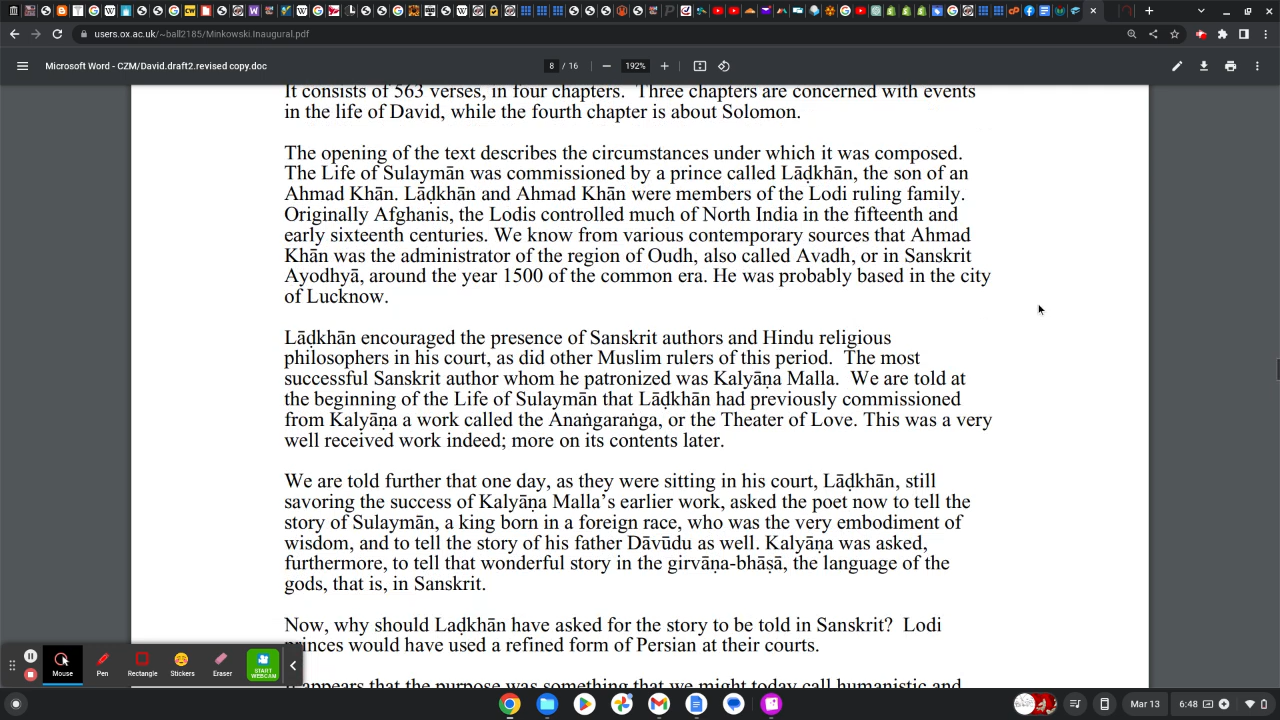 users.ox.ac.uk/~ball2185/Minkowski.Inaugural.pdf
Microsoft Word - CZM/David.draft2.revised copy.doc
8 / 16
192%
It consists of 563 verses, in four chapters.  Three chapters are concerned with events
in the life of David, while the fourth chapter is about Solomon.
The opening of the text describes the circumstances under which it was composed.
The Life of Sulaymān was commissioned by a prince called Lāḍkhān, the son of an
Ahmad Khān. Lāḍkhān and Ahmad Khān were members of the Lodi ruling family.
Originally Afghanis, the Lodis controlled much of North India in the fifteenth and
early sixteenth centuries. We know from various contemporary sources that Ahmad
Khān was the administrator of the region of Oudh, also called Avadh, or in Sanskrit
Ayodhyā, around the year 1500 of the common era. He was probably based in the city
of Lucknow.
Lāḍkhān encouraged the presence of Sanskrit authors and Hindu religious
philosophers in his court, as did other Muslim rulers of this period.  The most
successful Sanskrit author whom he patronized was Kalyāṇa Malla.  We are told at
the beginning of the Life of Sulaymān that Lāḍkhān had previously commissioned
from Kalyāṇa a work called the Anaṅgaraṅga, or the Theater of Love. This was a very
well received work indeed; more on its contents later.
We are told further that one day, as they were sitting in his court, Lāḍkhān, still
savoring the success of Kalyāṇa Malla's earlier work, asked the poet now to tell the
story of Sulaymān, a king born in a foreign race, who was the very embodiment of
wisdom, and to tell the story of his father Dāvūdu as well. Kalyāṇa was asked,
furthermore, to tell that wonderful story in the girvāṇa-bhāṣā, the language of the
gods, that is, in Sanskrit.
Now, why should Laḍkhān have asked for the story to be told in Sanskrit?  Lodi
princes would have used a refined form of Persian at their courts.
appears that the purpose was something that we might today call humanistic and
Mouse
Pen
Rectangle
Stickers
Eraser
START
WEBCAM
Mar 13
6:48